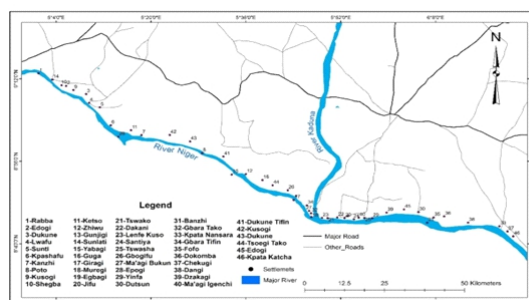 N
River Niger
River Kaduna
Legend
1-Rabba
2-Edogi
3-Dukune
4-Lwafu
5-Sunti
6-Kpashafu
7-Kanzhi
8-Poto
9-Kusogi
10-Shegba
11-Ketso
12-Zhiwu
13-Gunjigi
14-Sunlati
15-Yabagi
16-Guga
17-Giragi
18-Muregi
19-Egbagi
20-Jifu
21-Tswako
22-Dakani
23-Lenfe Kuso
24-Santiya
25-Tswasha
26-Gbogifu
27-Ma'aji Bakun
28-Epogi
29-Yinfa
30-Dutsun
31-Banzhi
32-Gbara Tako
33-Kputa Nansara
34-Gbara Tifin
35-Fofo
36-Dokomba
37-Chekugi
38-Dangi
39-Dzakagi
40-Ma'aji Igenchi
41-Dukune Tifin
42-Kusogi
43-Dukune
44-Tsoegi Tako
45-Edogi
46-Kpata Katcha
Settlemets
Major River
Major Road
Other_Roads
0 12.5 25 50 Kilometers